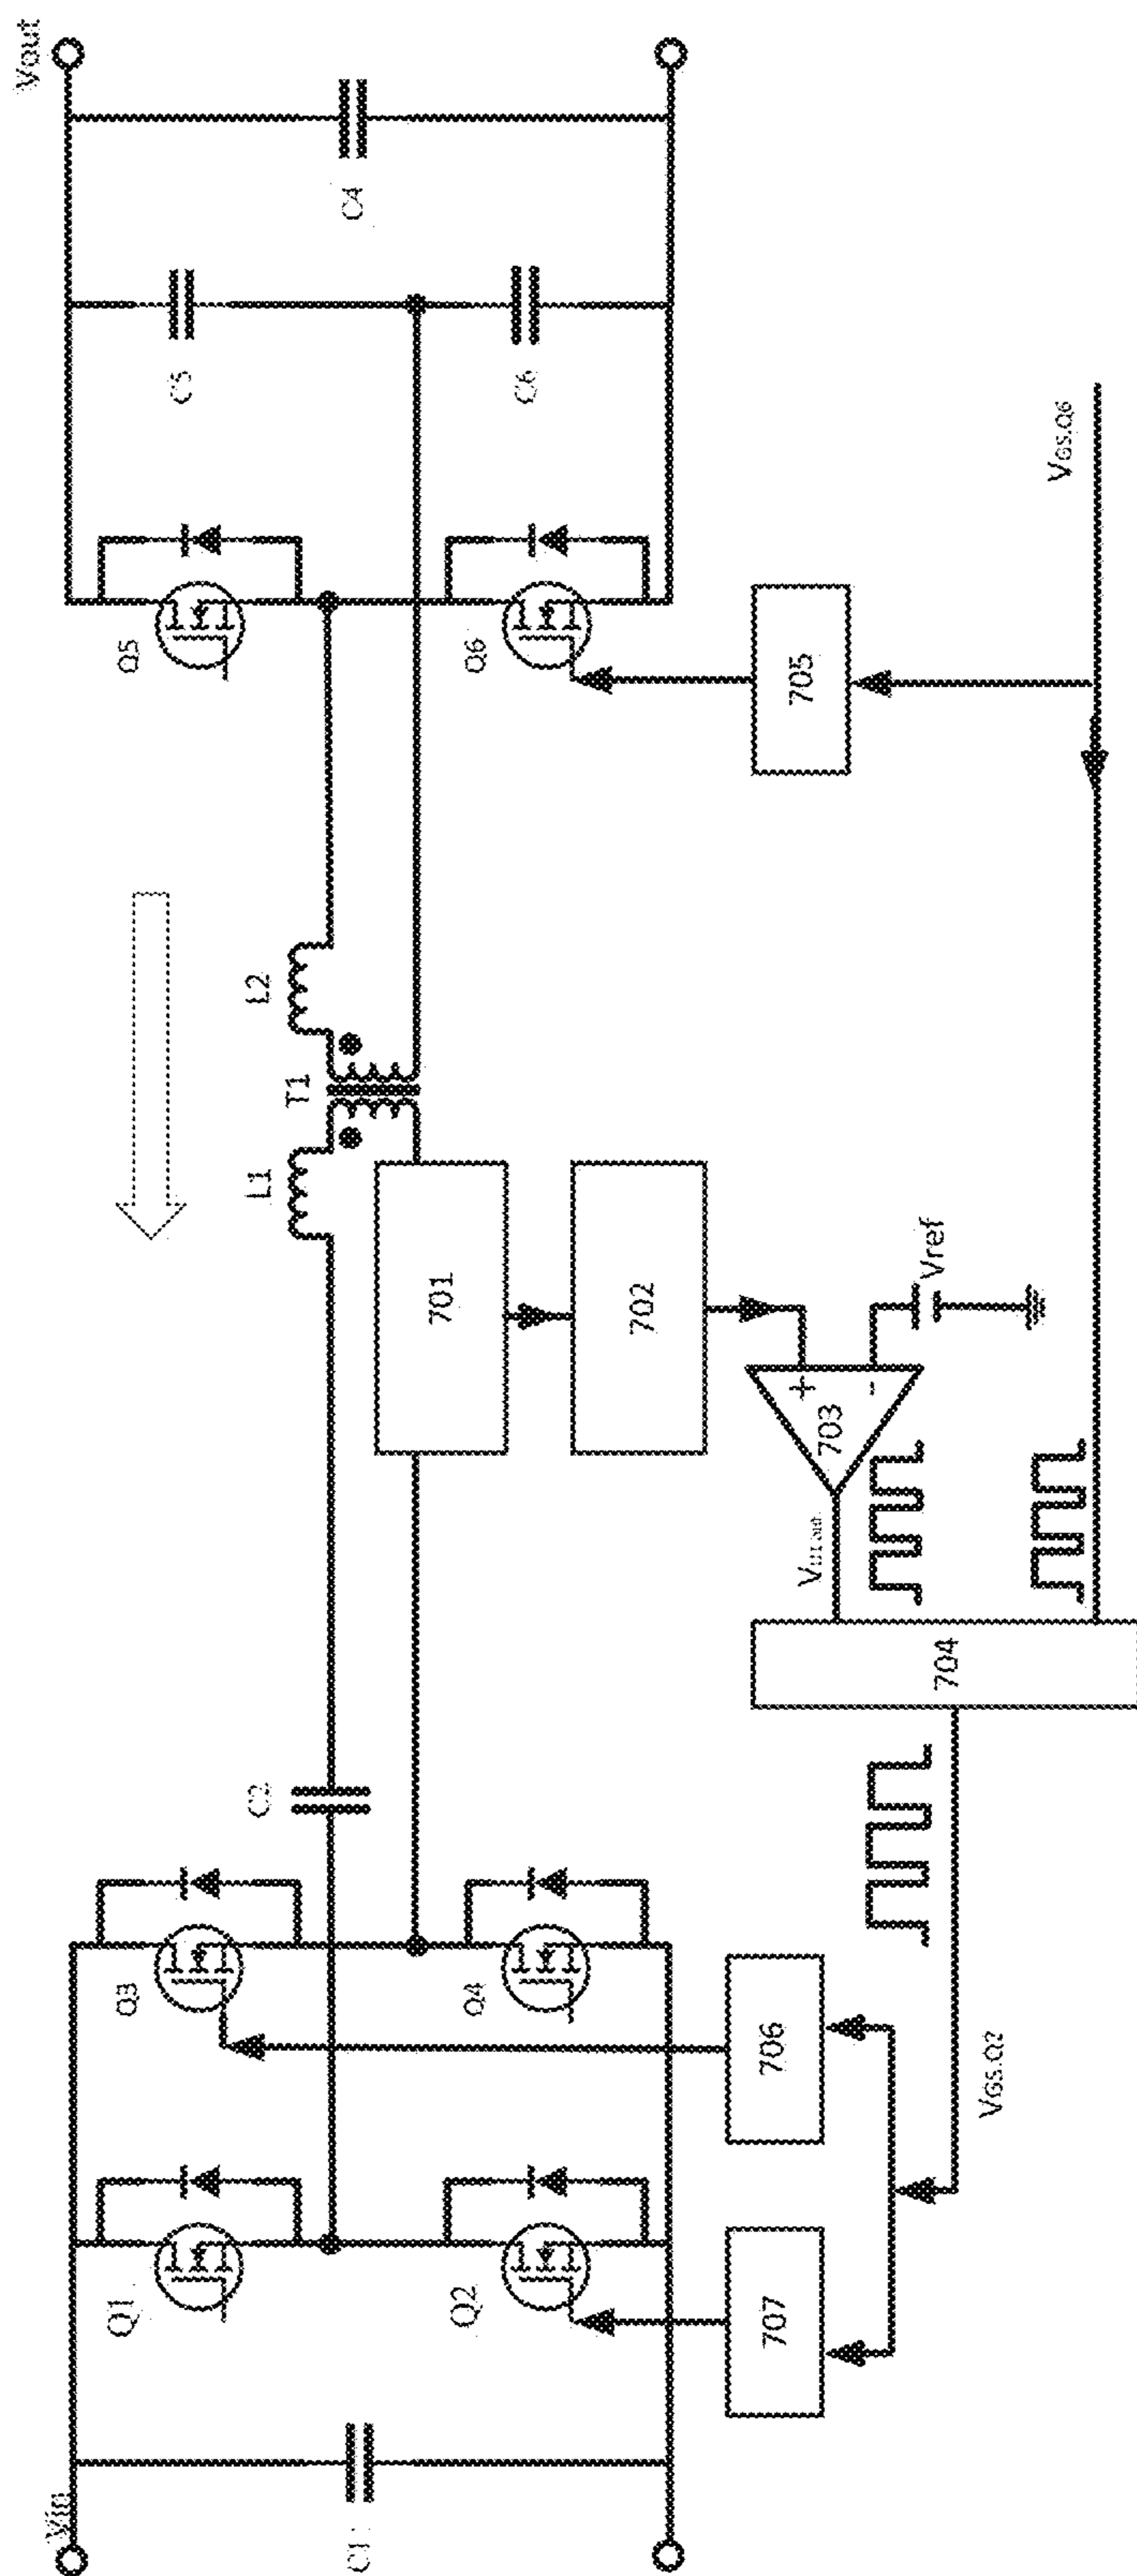 Vin
C1
Q1
Q2
Q3
Q4
C2
L1
T1
L2
Q5
Q6
C5
C6
C4
Vout
701
702
+
-
703
Vref
704
705
706
707
VGS.Q2
VGS.Q6